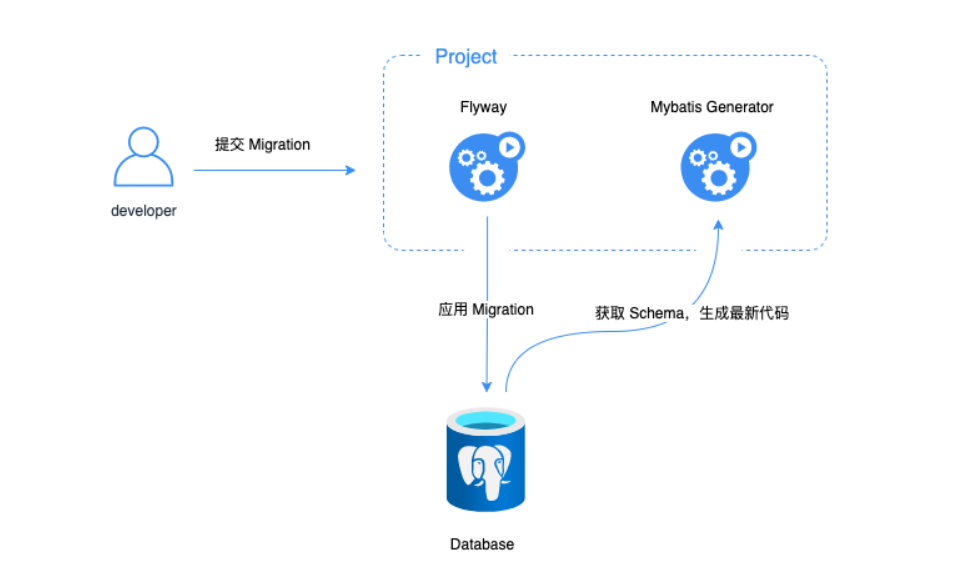 Project
Flyway
Mybatis Generator
提交 Migration
developer
应用 Migration
获取 Schema，生成最新代码
Database